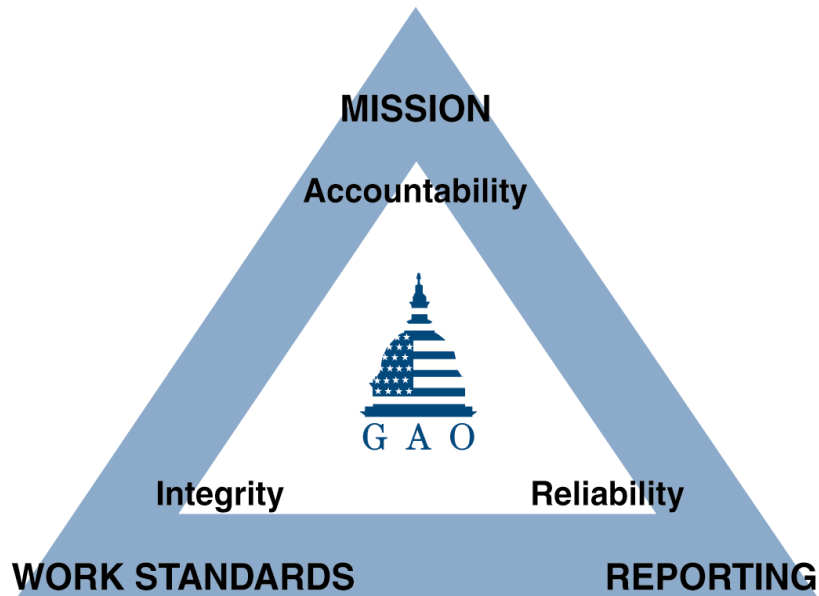 MISSION
Accountability
G A O
Integrity Reliability
WORK STANDARDS REPORTING